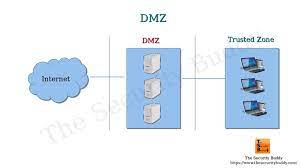 DMZ
DMZ
Trusted Zone
Internet
The Security Buddy
The Security Buddy
https://www.thesecuritybuddy.com/